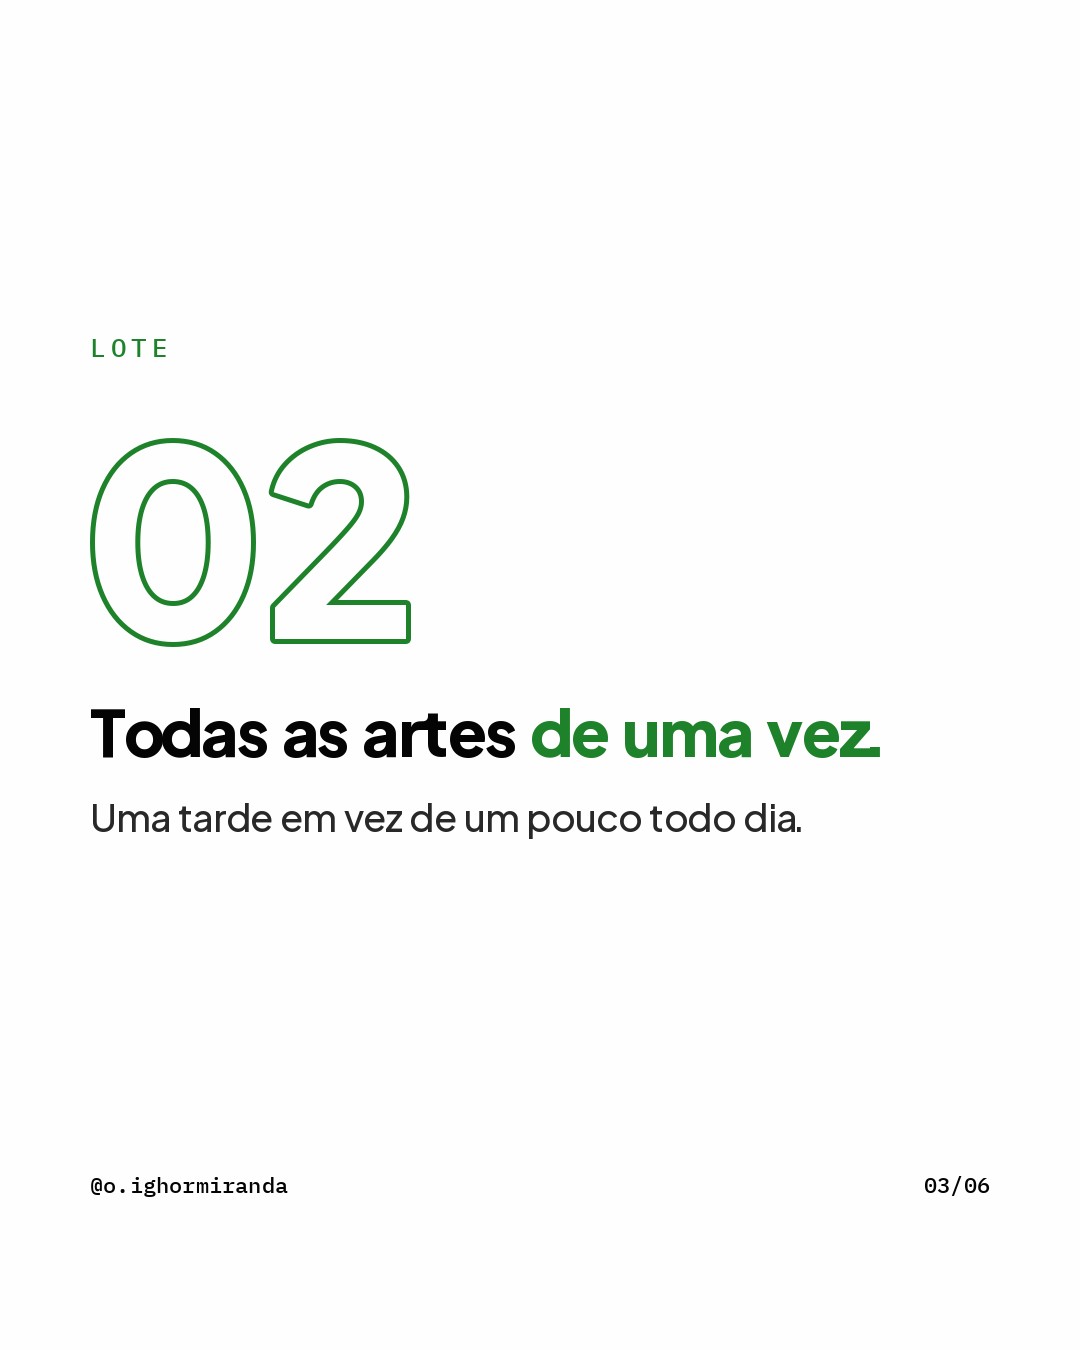 LOTE
02
Todas as artes de uma vez.
Uma tarde em vez de um pouco todo dia.
@o.ighormiranda
03/06